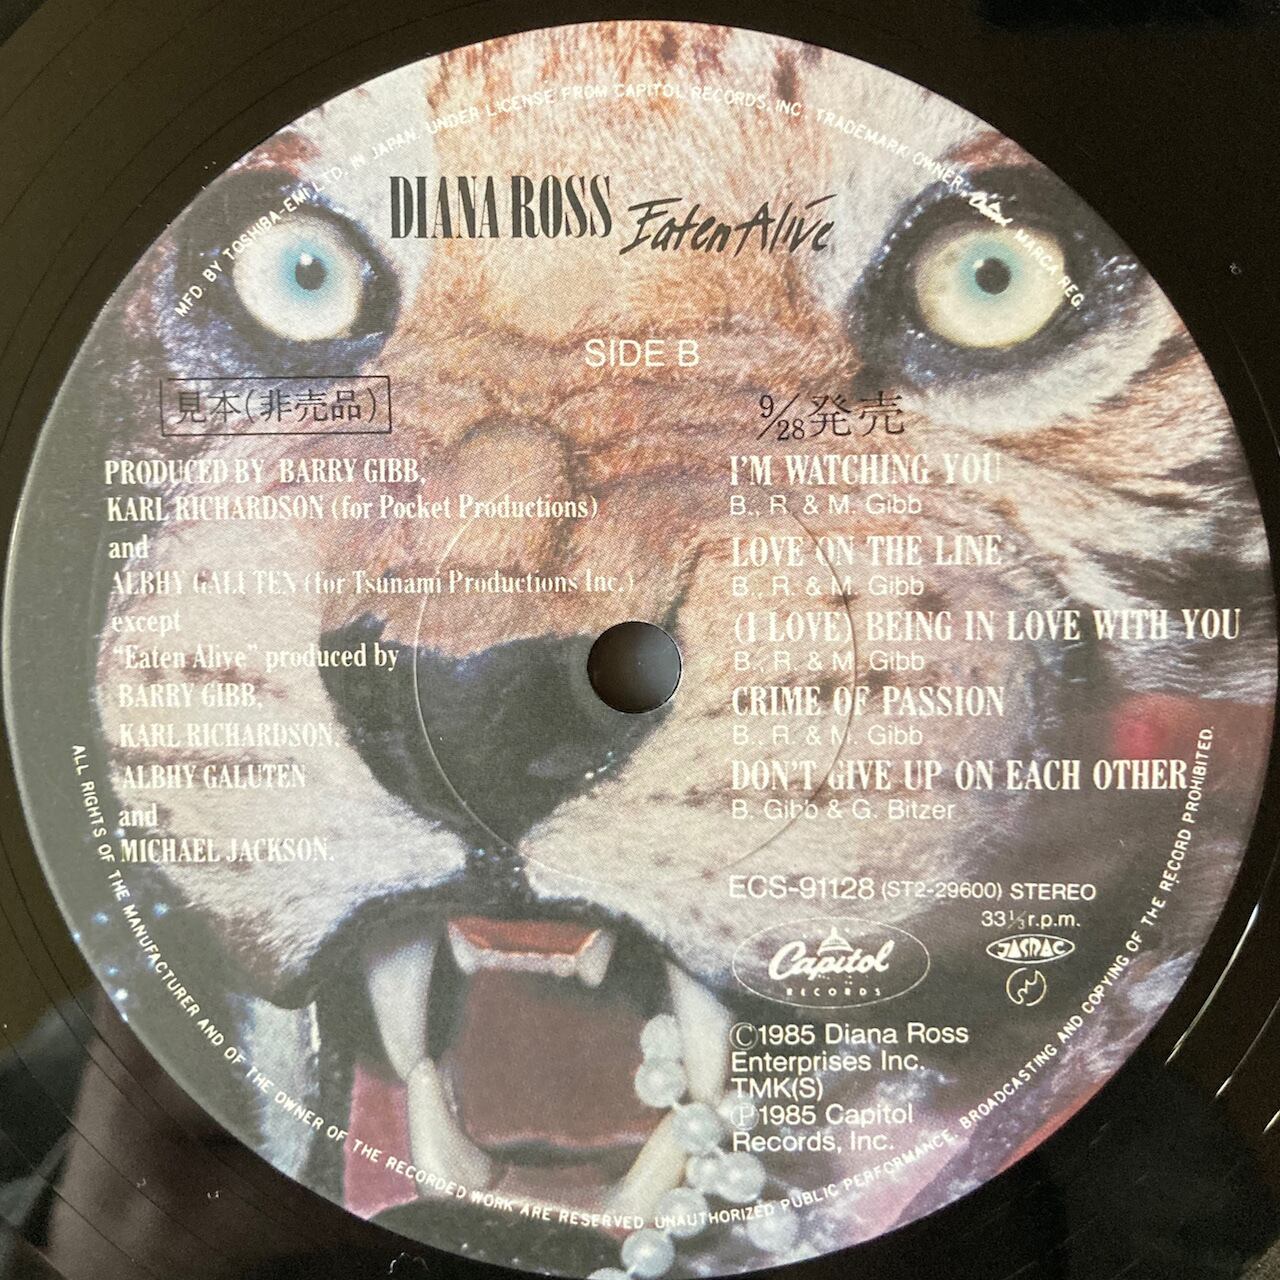 MFD. BY TOSHIBA-EMI LTD. IN JAPAN. UNDER LICENSE FROM CAPITOL RECORDS, INC. TRADEMARK OWNER, Capitol MARCA REG.
DIANA ROSS Eaten Alive
SIDE B
見本(非売品)
9/28発売
PRODUCED BY BARRY GIBB,
KARL RICHARDSON (for Pocket Productions)
and
ALBHY GALUTEN (for Tsunami Productions Inc.)
except
"Eaten Alive" produced by
BARRY GIBB,
KARL RICHARDSON,
ALBHY GALUTEN
and
MICHAEL JACKSON.
I'M WATCHING YOU
B., R. & M. Gibb
LOVE ON THE LINE
B., R. & M. Gibb
(I LOVE) BEING IN LOVE WITH YOU
B., R. & M. Gibb
CRIME OF PASSION
B., R. & M. Gibb
DON'T GIVE UP ON EACH OTHER
B. Gibb & G. Bitzer
ECS-91128 (ST2-29600) STEREO
33⅓r.p.m.
Capitol
RECORDS
JASRAC
Ⓒ1985 Diana Ross
Enterprises Inc.
TMK(S)
Ⓟ1985 Capitol
Records, Inc.
ALL RIGHTS OF THE MANUFACTURER AND OF THE OWNER OF THE RECORDED WORK ARE RESERVED. UNAUTHORIZED PUBLIC PERFORMANCE, BROADCASTING AND COPYING OF THE RECORD PROHIBITED.